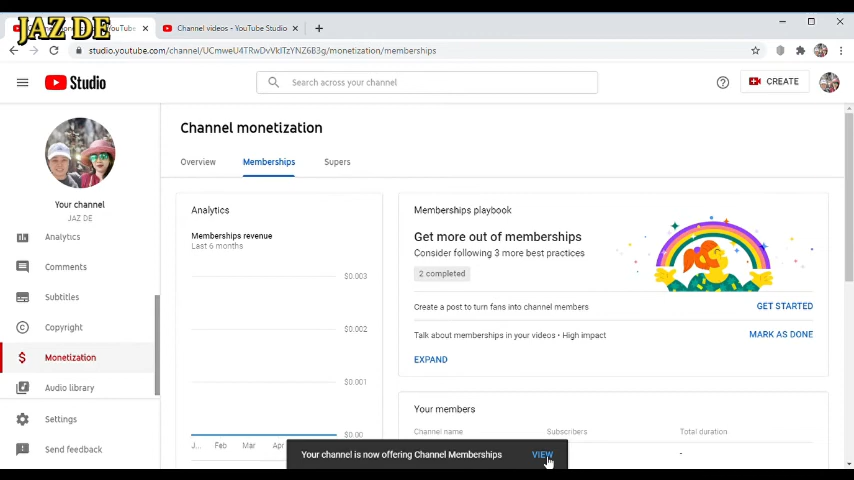 JAZ DE
YouTube
Channel videos - YouTube Studio
studio.youtube.com/channel/UCmweU4TRwDvVkITzYNZ6B3g/monetization/memberships
Studio
Search across your channel
CREATE
Your channel
JAZ DE
Analytics
Comments
Subtitles
Copyright
Monetization
Audio library
Settings
Send feedback
Channel monetization
Overview
Memberships
Supers
Analytics
Memberships revenue
Last 6 months
$0.003
$0.002
$0.001
$0.00
J... Feb Mar Apr
Memberships playbook
Get more out of memberships
Consider following 3 more best practices
2 completed
Create a post to turn fans into channel members
GET STARTED
Talk about memberships in your videos • High impact
MARK AS DONE
EXPAND
Your members
Channel name Subscribers Total duration
-
Your channel is now offering Channel Memberships VIEW